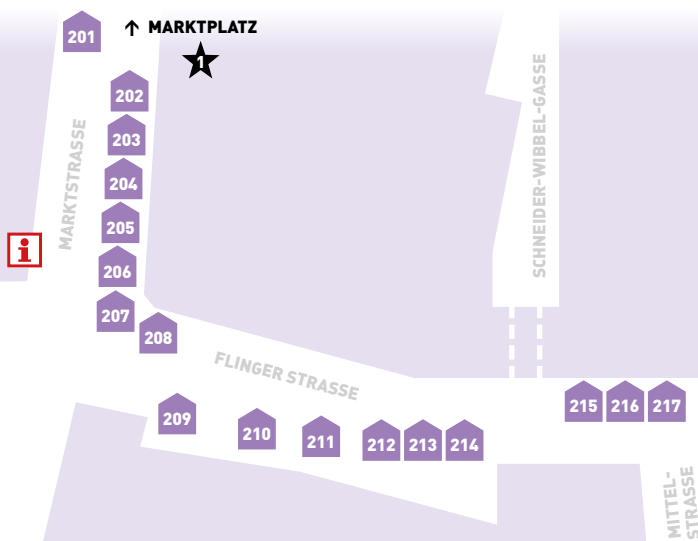 201
↑ MARKTPLATZ
1
202
203
204
205
206
207
208
MARKTSTRASSE
i
SCHNEIDER-WIBBEL-GASSE
FLINGER STRASSE
209
210
211
212
213
214
215
216
217
MITTEL-
STRASSE